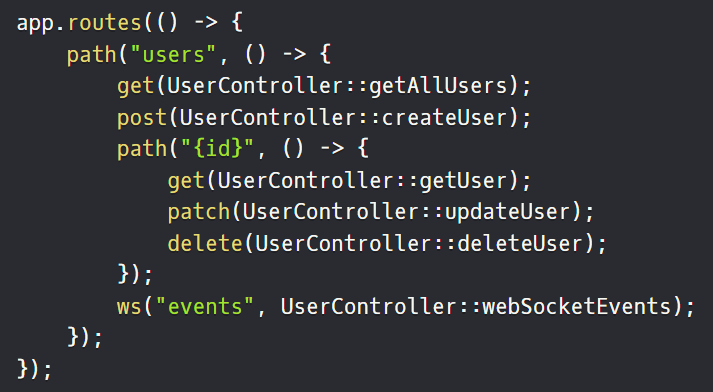 app.routes(() -> {
    path("users", () -> {
        get(UserController::getAllUsers);
        post(UserController::createUser);
        path("{id}", () -> {
            get(UserController::getUser);
            patch(UserController::updateUser);
            delete(UserController::deleteUser);
        });
        ws("events", UserController::webSocketEvents);
    });
});